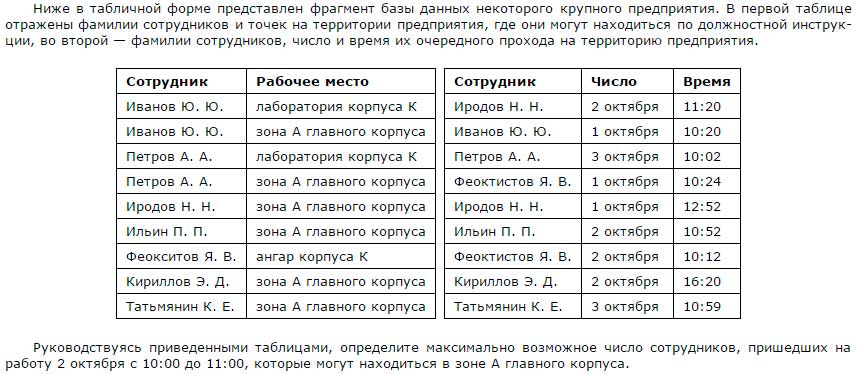 Ниже в табличной форме представлен фрагмент базы данных некоторого крупного предприятия. В первой таблице
отражены фамилии сотрудников и точек на территории предприятия, где они могут находиться по должностной инструк-
ции, во второй — фамилии сотрудников, число и время их очередного прохода на территорию предприятия.
Сотрудник Рабочее место Сотрудник Число Время
Иванов Ю. Ю. лаборатория корпуса К Иродов Н. Н. 2 октября 11:20
Иванов Ю. Ю. зона А главного корпуса Иванов Ю. Ю. 1 октября 10:20
Петров А. А. лаборатория корпуса К Петров А. А. 3 октября 10:02
Петров А. А. зона А главного корпуса Феоктистов Я. В. 1 октября 10:24
Иродов Н. Н. зона А главного корпуса Иродов Н. Н. 1 октября 12:52
Ильин П. П. зона А главного корпуса Ильин П. П. 2 октября 10:52
Феокситов Я. В. ангар корпуса К Феоктистов Я. В. 2 октября 10:12
Кириллов Э. Д. зона А главного корпуса Кириллов Э. Д. 2 октября 16:20
Татьмянин К. Е. зона А главного корпуса Татьмянин К. Е. 3 октября 10:59
Руководствуясь приведенными таблицами, определите максимально возможное число сотрудников, пришедших на
работу 2 октября с 10:00 до 11:00, которые могут находиться в зоне А главного корпуса.